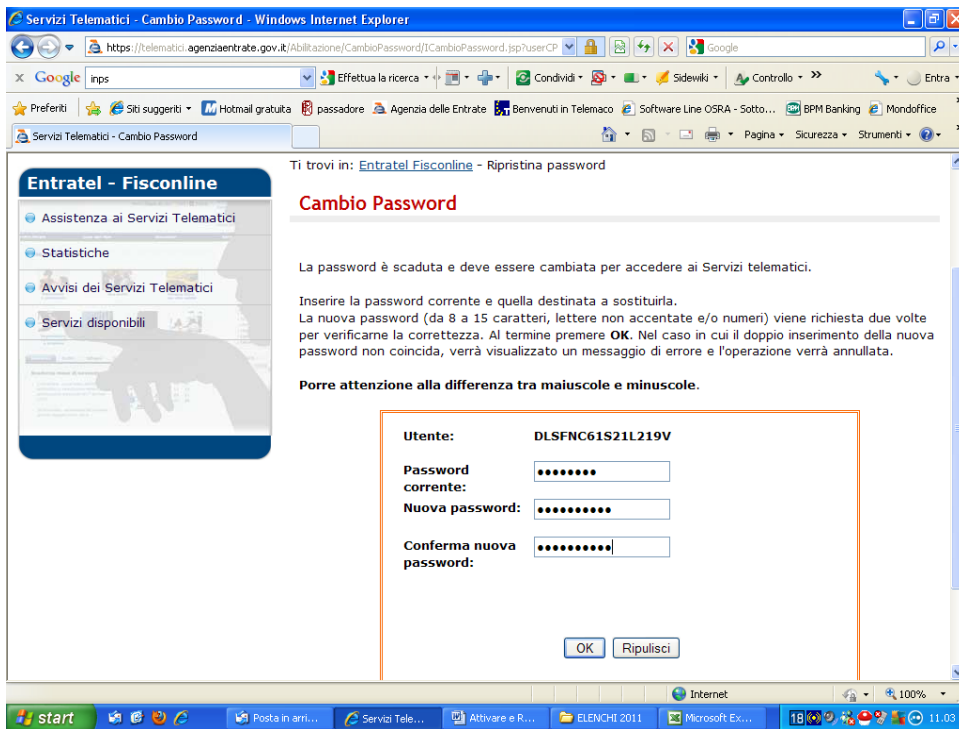 Servizi Telematici - Cambio Password - Windows Internet Explorer
https://telematici.agenziaentrate.gov.it/Abilitazione/CambioPassword/ICambioPassword.jsp?userCP
Google
x Google inps Effettua la ricerca Condividi Sidewiki Controllo » Entra
Preferiti Siti suggeriti Hotmail gratuita passadore Agenzia delle Entrate Benvenuti in Telemaco Software Line OSRA - Sotto... BPM Banking Mondoffice
Servizi Telematici - Cambio Password Pagina Sicurezza Strumenti
Ti trovi in: Entratel Fisconline - Ripristina password
Entratel - Fisconline
Assistenza ai Servizi Telematici
Statistiche
Avvisi dei Servizi Telematici
Servizi disponibili
Cambio Password
La password è scaduta e deve essere cambiata per accedere ai Servizi telematici.
Inserire la password corrente e quella destinata a sostituirla.
La nuova password (da 8 a 15 caratteri, lettere non accentate e/o numeri) viene richiesta due volte
per verificarne la correttezza. Al termine premere OK. Nel caso in cui il doppio inserimento della nuova
password non coincida, verrà visualizzato un messaggio di errore e l'operazione verrà annullata.
Porre attenzione alla differenza tra maiuscole e minuscole.
Utente: DLSFNC61S21L219V
Password
corrente: ••••••••
Nuova password: ••••••••••
Conferma nuova
password: ••••••••••
OK Ripulisci
Internet 100%
start Posta in arri... Servizi Tele... Attivare e R... ELENCHI 2011 Microsoft Ex... 18 11.03